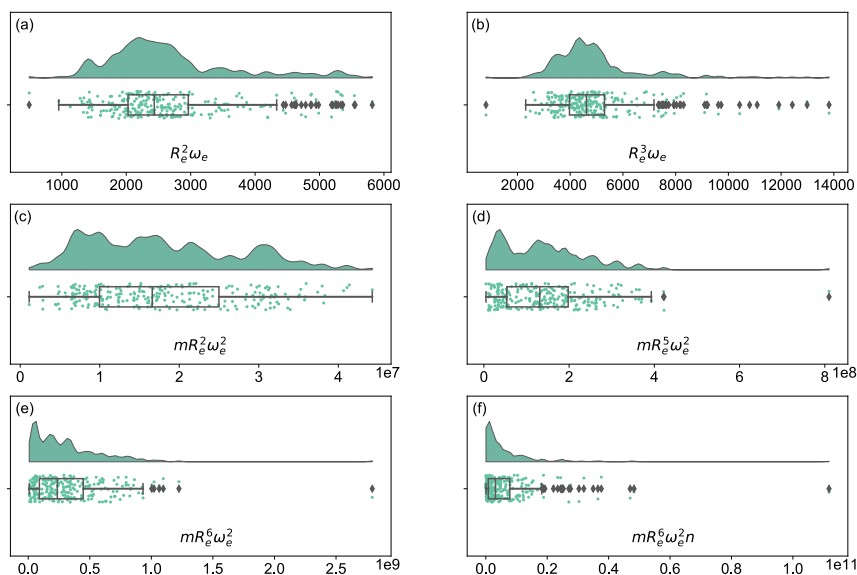 (a)
R_e^2ω_e
1000 2000 3000 4000 5000 6000
(b)
R_e^3ω_e
2000 4000 6000 8000 10000 12000 14000
(c)
mR_e^2ω_e^2
0 1 2 3 4 1e7
(d)
mR_e^5ω_e^2
0 2 4 6 8 1e8
(e)
mR_e^6ω_e^2
0.0 0.5 1.0 1.5 2.0 2.5 1e9
(f)
mR_e^6ω_e^2n
0.0 0.2 0.4 0.6 0.8 1.0 1e11